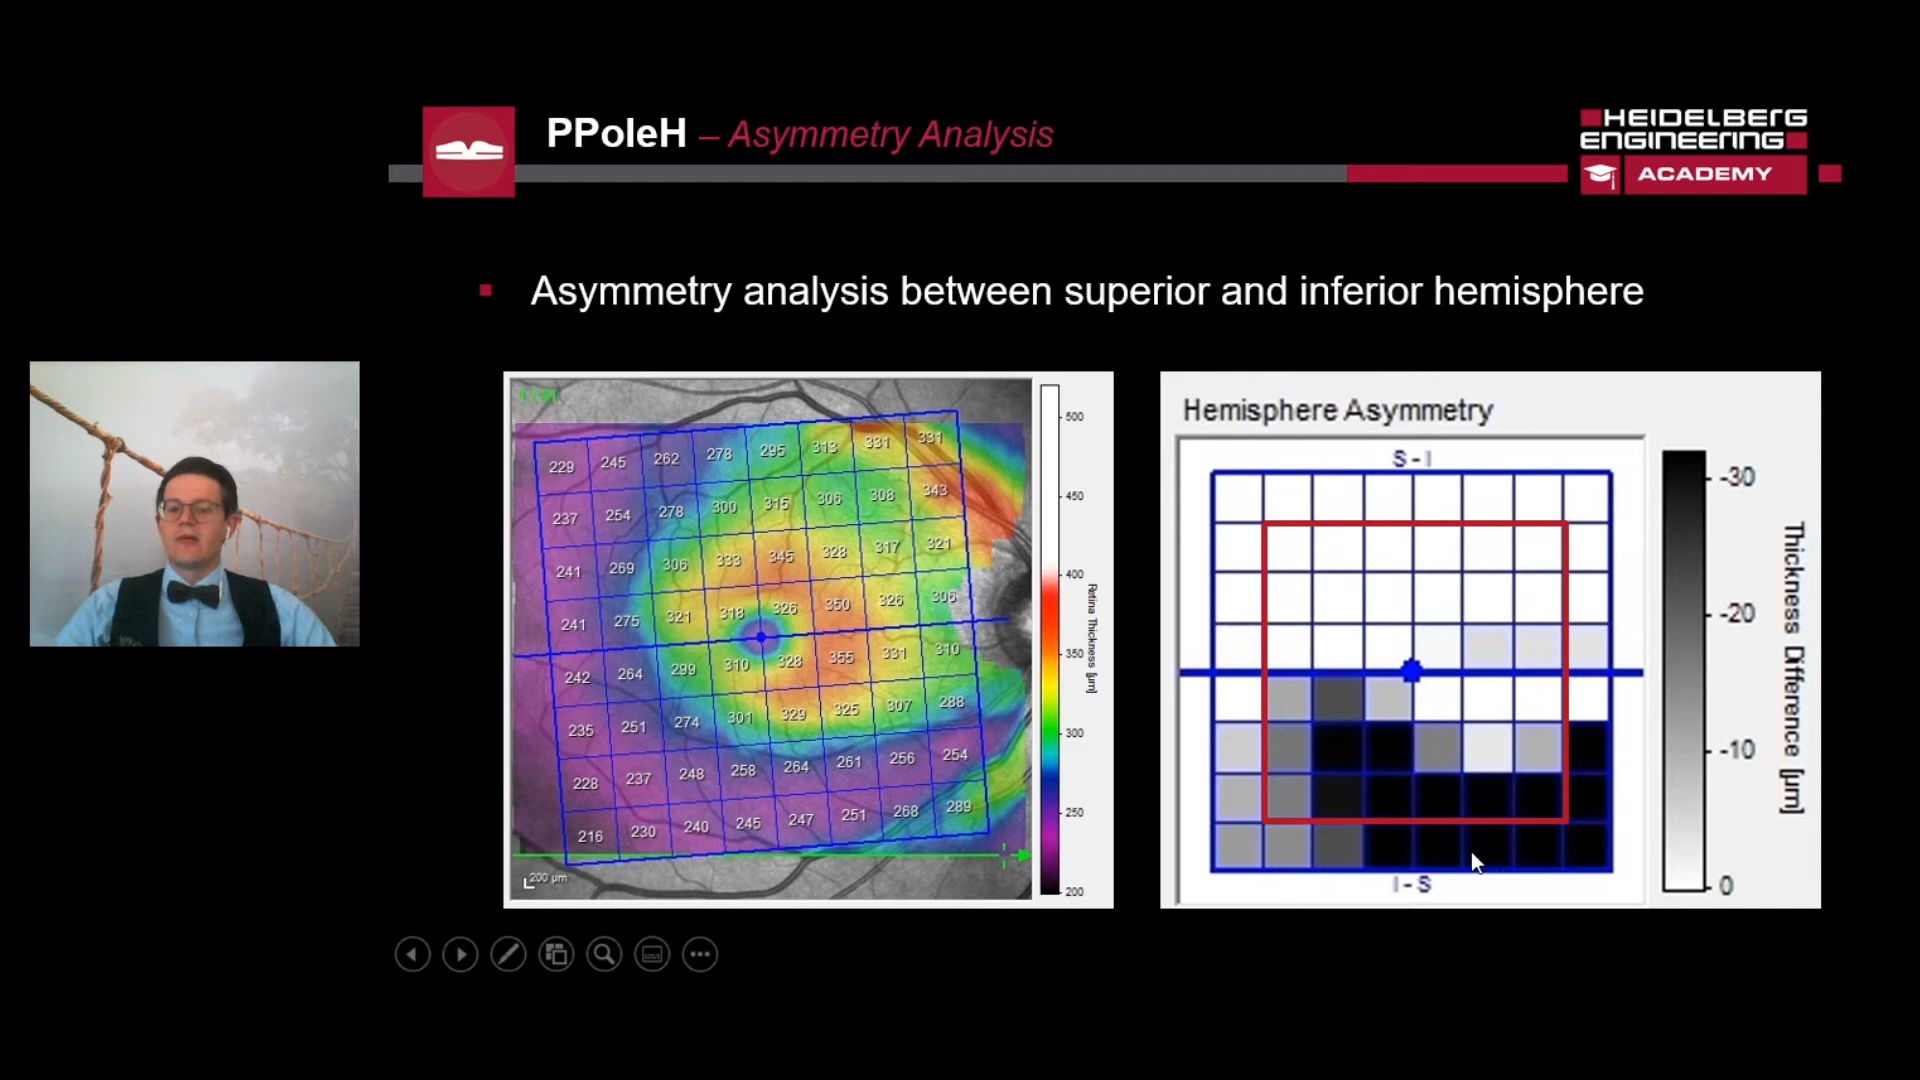 PPoleH – Asymmetry Analysis
HEIDELBERG
ENGINEERING
ACADEMY
▪ Asymmetry analysis between superior and inferior hemisphere
229 245 262 278 295 313 331 331
237 254 278 300 315 306 308 343
241 269 306 333 345 328 317 321
241 275 321 318 326 350 326 306
242 264 299 310 328 355 331 310
235 251 274 301 329 325 307 288
228 237 248 258 264 261 256 254
216 230 240 245 247 251 268 289
200 µm
500
450
400
350
300
250
200
Retina Thickness [µm]
Hemisphere Asymmetry
S - I
I - S
-30
-20
-10
0
Thickness Difference [µm]